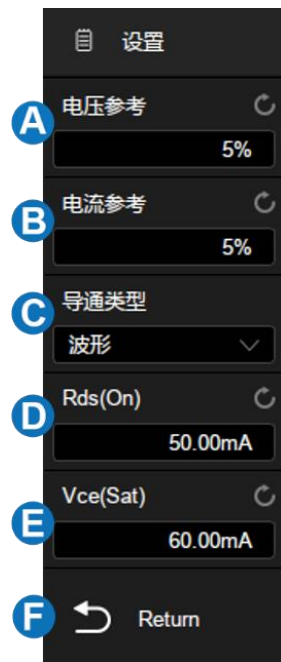 设置
A 电压参考
5%
B 电流参考
5%
C 导通类型
波形
D Rds(On)
50.00mA
E Vce(Sat)
60.00mA
F Return